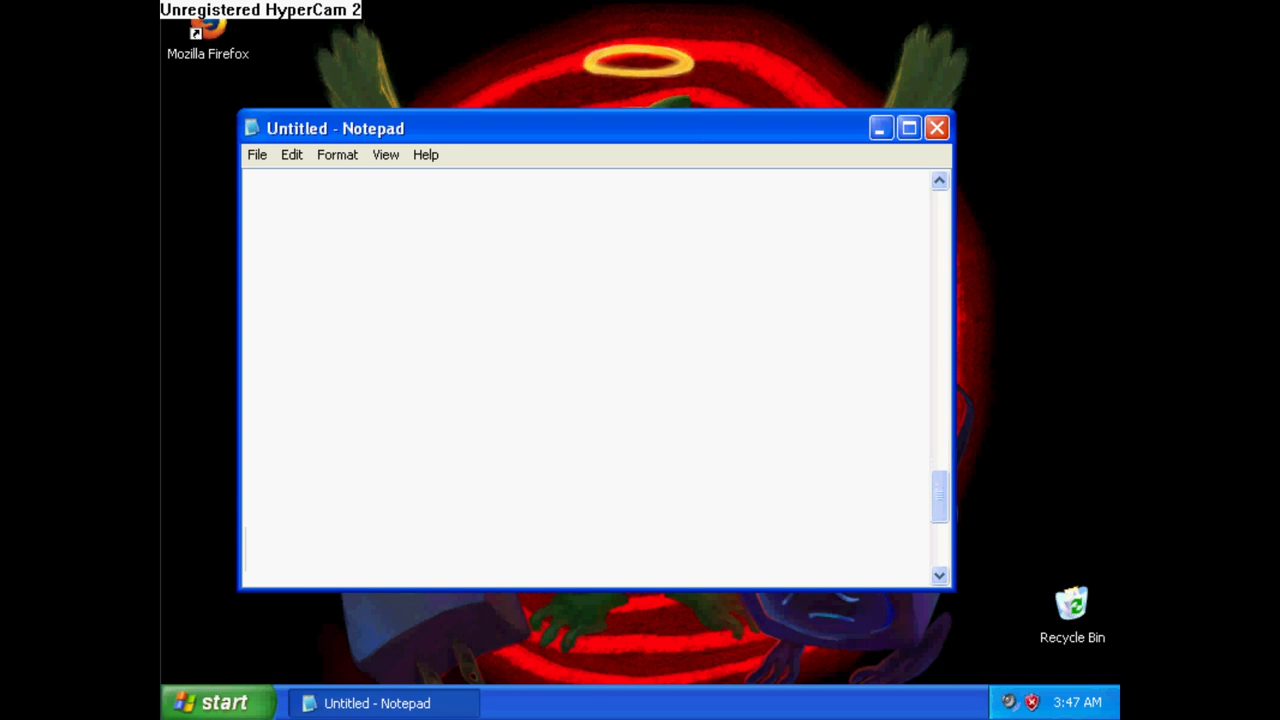 Unregistered HyperCam 2
Mozilla Firefox
Untitled - Notepad
File Edit Format View Help
Recycle Bin
start
Untitled - Notepad
3:47 AM